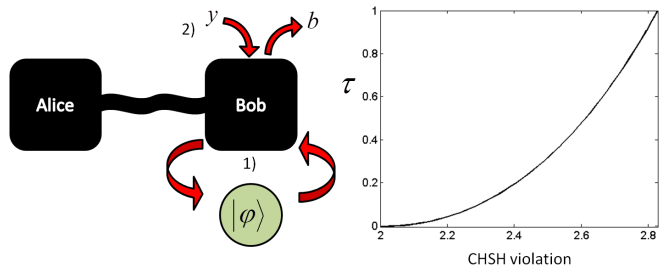 2) y b
Alice
Bob
1)
|φ⟩
τ
1
0.8
0.6
0.4
0.2
0
2 2.2 2.4 2.6 2.8
CHSH violation